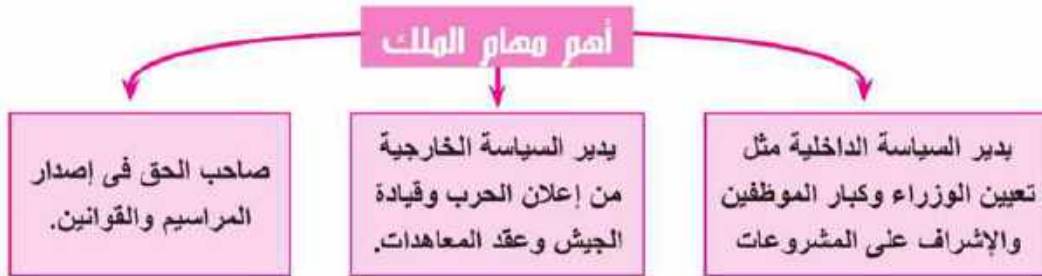 أهم مهام الملك
يدير السياسة الداخلية مثل
تعيين الوزراء وكبار الموظفين
والإشراف على المشروعات
يدير السياسة الخارجية
من إعلان الحرب وقيادة
الجيش وعقد المعاهدات.
صاحب الحق فى إصدار
المراسيم والقوانين.